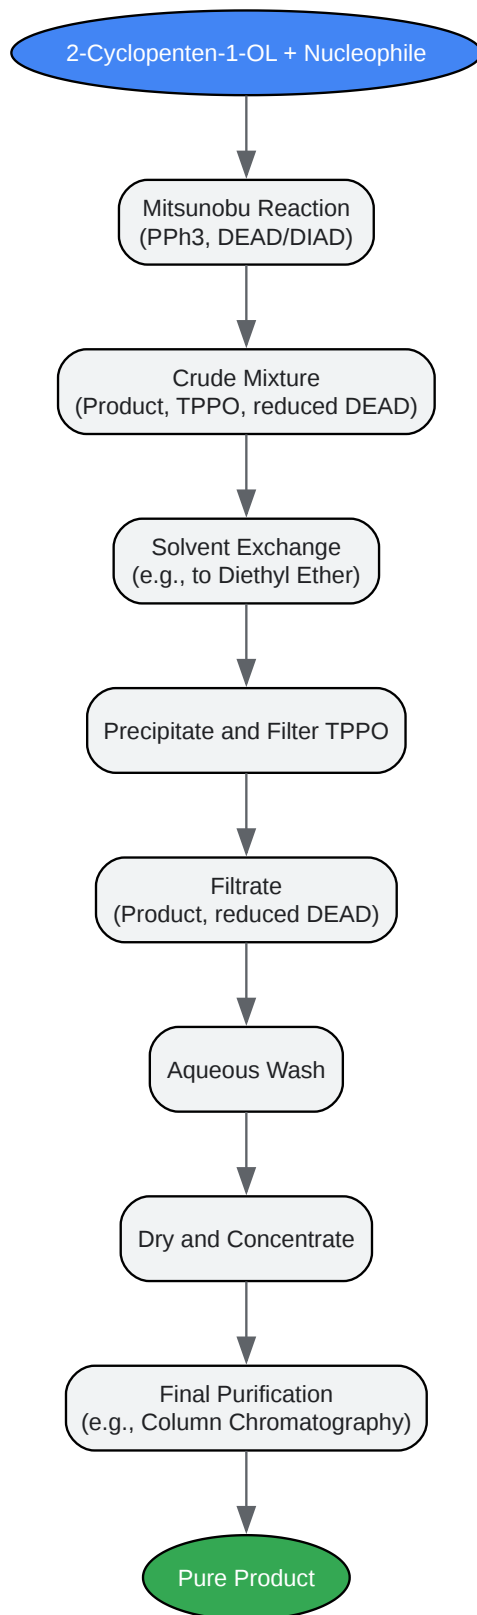 2-Cyclopenten-1-OL + Nucleophile
Mitsunobu Reaction
(PPh3, DEAD/DIAD)
Crude Mixture
(Product, TPPO, reduced DEAD)
Solvent Exchange
(e.g., to Diethyl Ether)
Precipitate and Filter TPPO
Filtrate
(Product, reduced DEAD)
Aqueous Wash
Dry and Concentrate
Final Purification
(e.g., Column Chromatography)
Pure Product